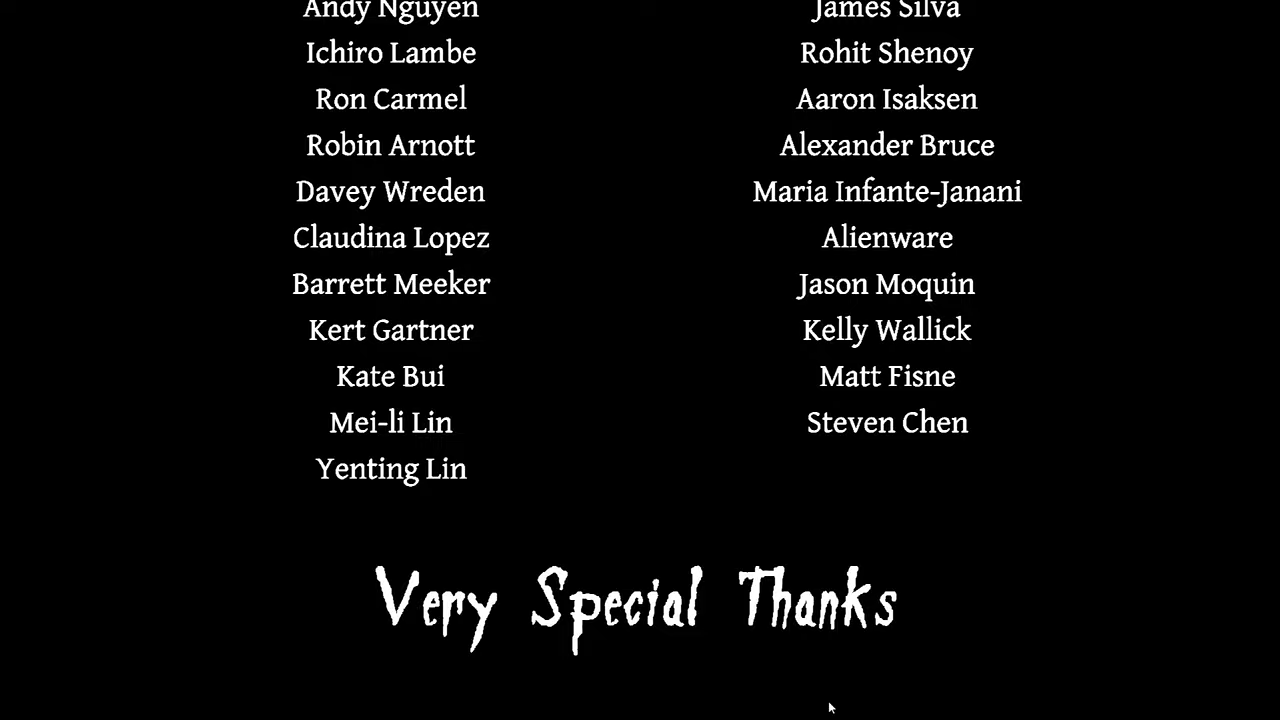 Andy Nguyen
James Silva
Ichiro Lambe
Rohit Shenoy
Ron Carmel
Aaron Isaksen
Robin Arnott
Alexander Bruce
Davey Wreden
Maria Infante-Janani
Claudina Lopez
Alienware
Barrett Meeker
Jason Moquin
Kert Gartner
Kelly Wallick
Kate Bui
Matt Fisne
Mei-li Lin
Steven Chen
Yenting Lin
Very Special Thanks